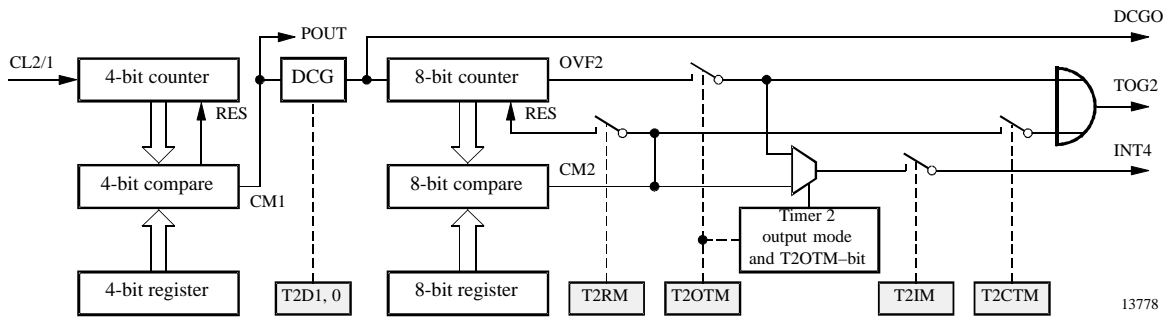 DCGO
POUT
CL2/1
4-bit counter
DCG
8-bit counter
OVF2
TOG2
RES
RES
INT4
4-bit compare
8-bit compare
CM2
CM1
Timer 2
output mode
and T2OTM–bit
4-bit register
T2D1, 0
8-bit register
T2RM
T2OTM
T2IM
T2CTM
13778